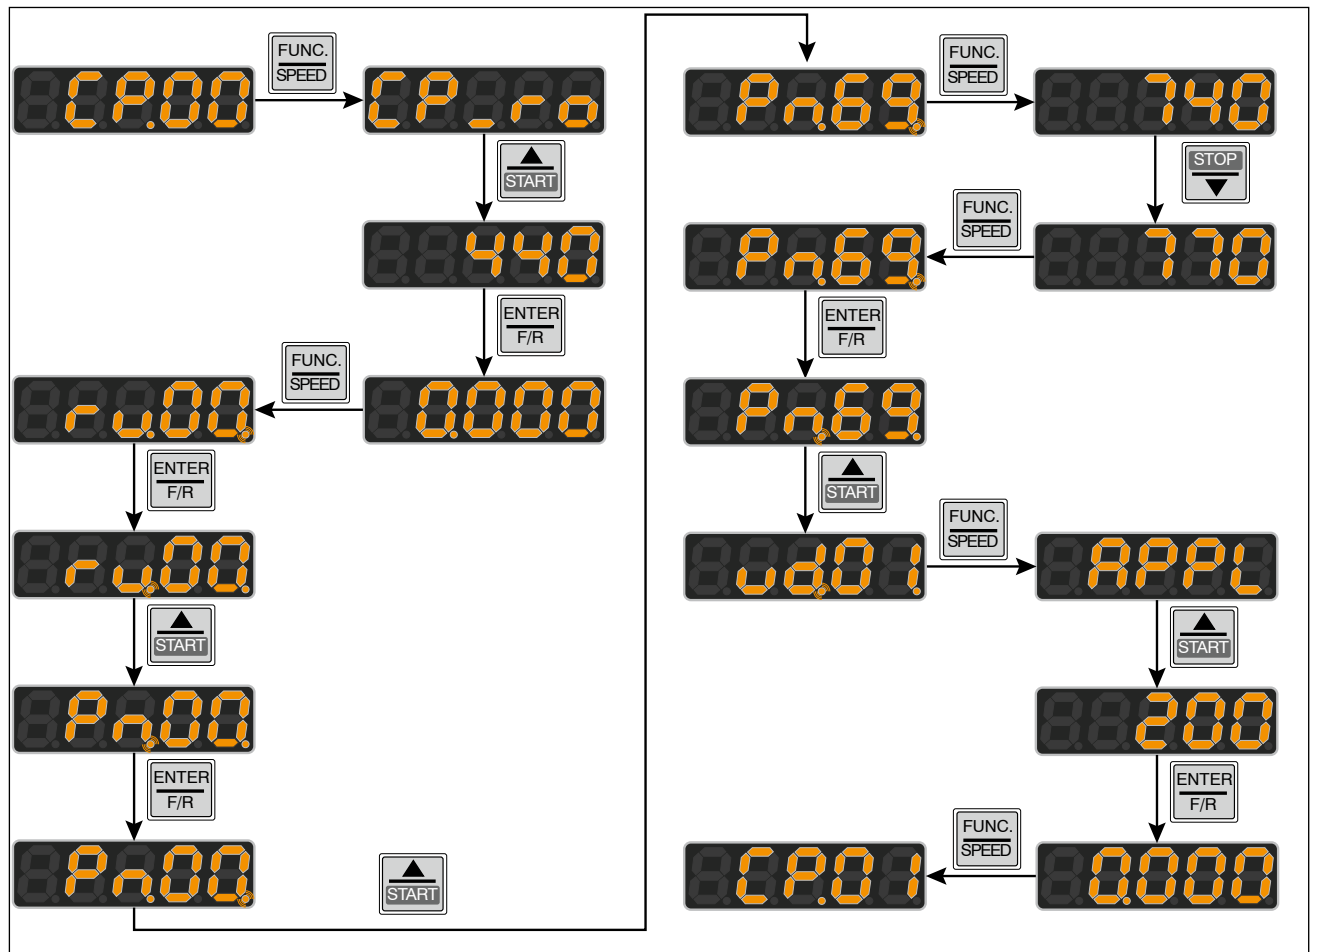 CP.00
FUNC.
SPEED
CP_ro
START
440
ENTER
F/R
0.000
FUNC.
SPEED
ru.00.
ENTER
F/R
ru.00.
START
Pn.00.
ENTER
F/R
Pn.00.
START
Pn.69.
FUNC.
SPEED
740
STOP
770
FUNC.
SPEED
Pn.69.
ENTER
F/R
Pn.69.
START
ud.01.
FUNC.
SPEED
APPL
START
200
ENTER
F/R
0.000
FUNC.
SPEED
CP.01